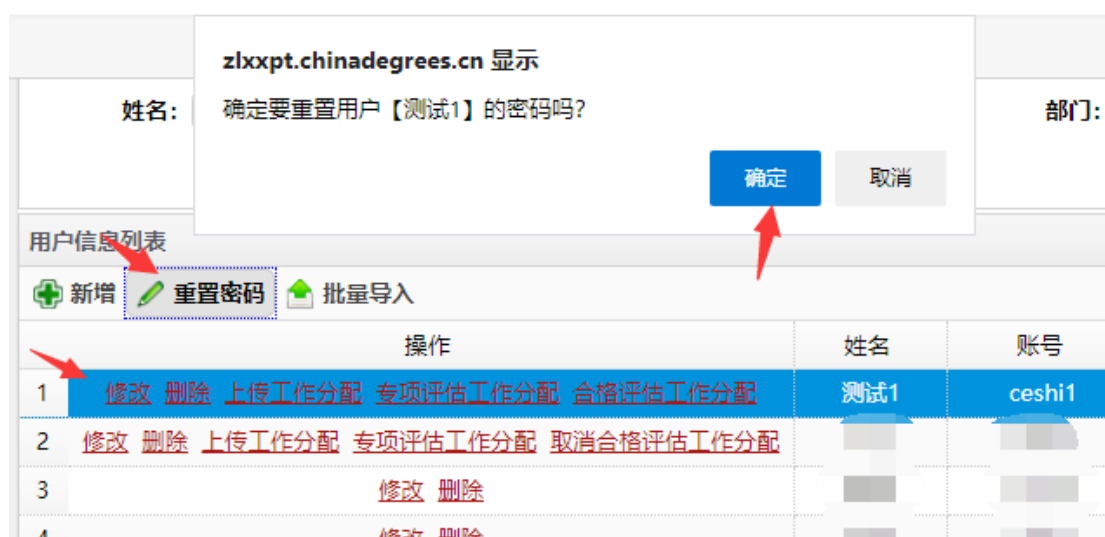 zlxxpt.chinadegrees.cn 显示
姓名： 确定要重置用户【测试1】的密码吗？ 部门：
确定 取消
用户信息列表
新增 重置密码 批量导入
操作 姓名 账号
1 修改 删除 上传工作分配 专项评估工作分配 合格评估工作分配 测试1 ceshi1
2 修改 删除 上传工作分配 专项评估工作分配 取消合格评估工作分配
3 修改 删除
4 修改 删除